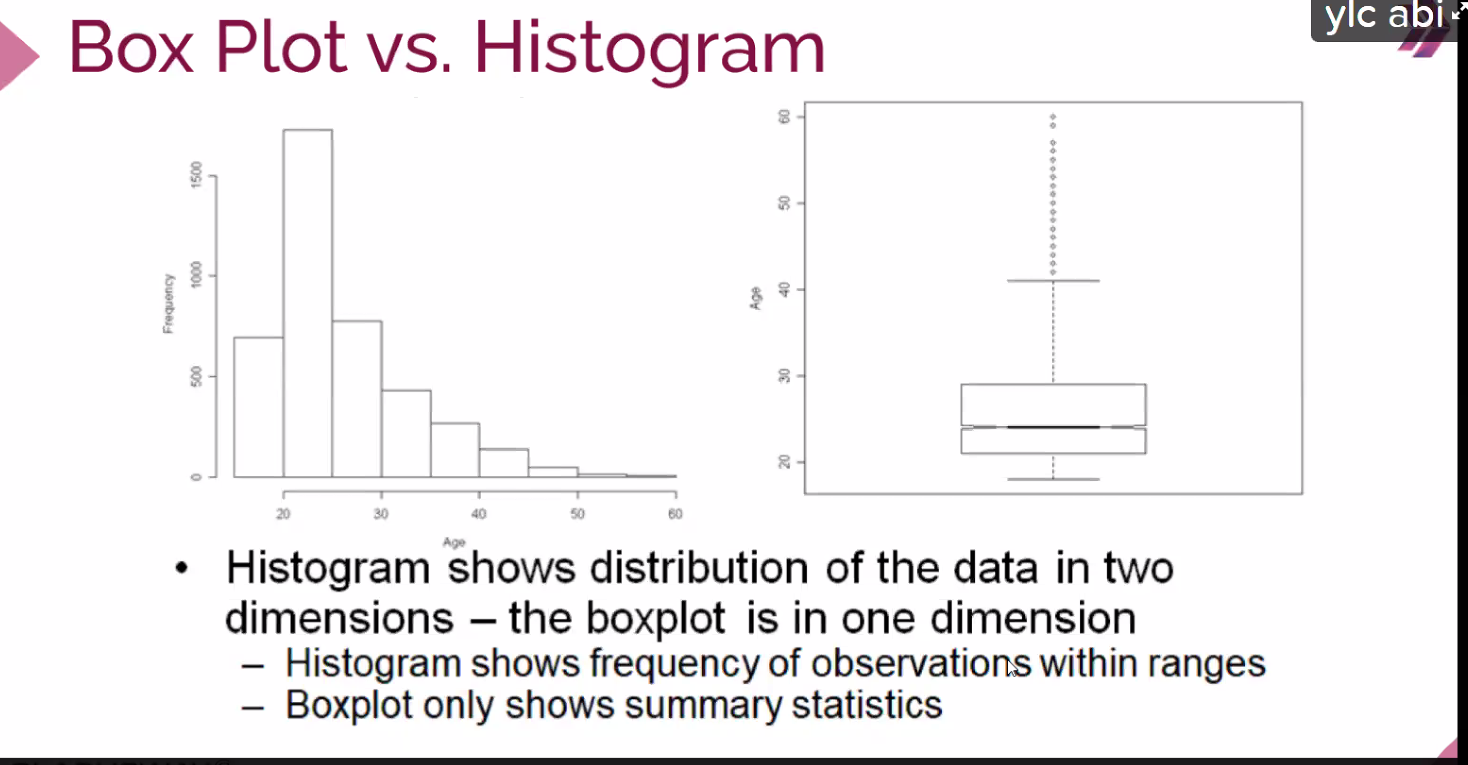 ylc abi
Box Plot vs. Histogram
Frequency
0
500
1000
1500
20 30 40 50 60
Age
Age
20
30
40
50
60
• Histogram shows distribution of the data in two
dimensions – the boxplot is in one dimension
– Histogram shows frequency of observations within ranges
– Boxplot only shows summary statistics